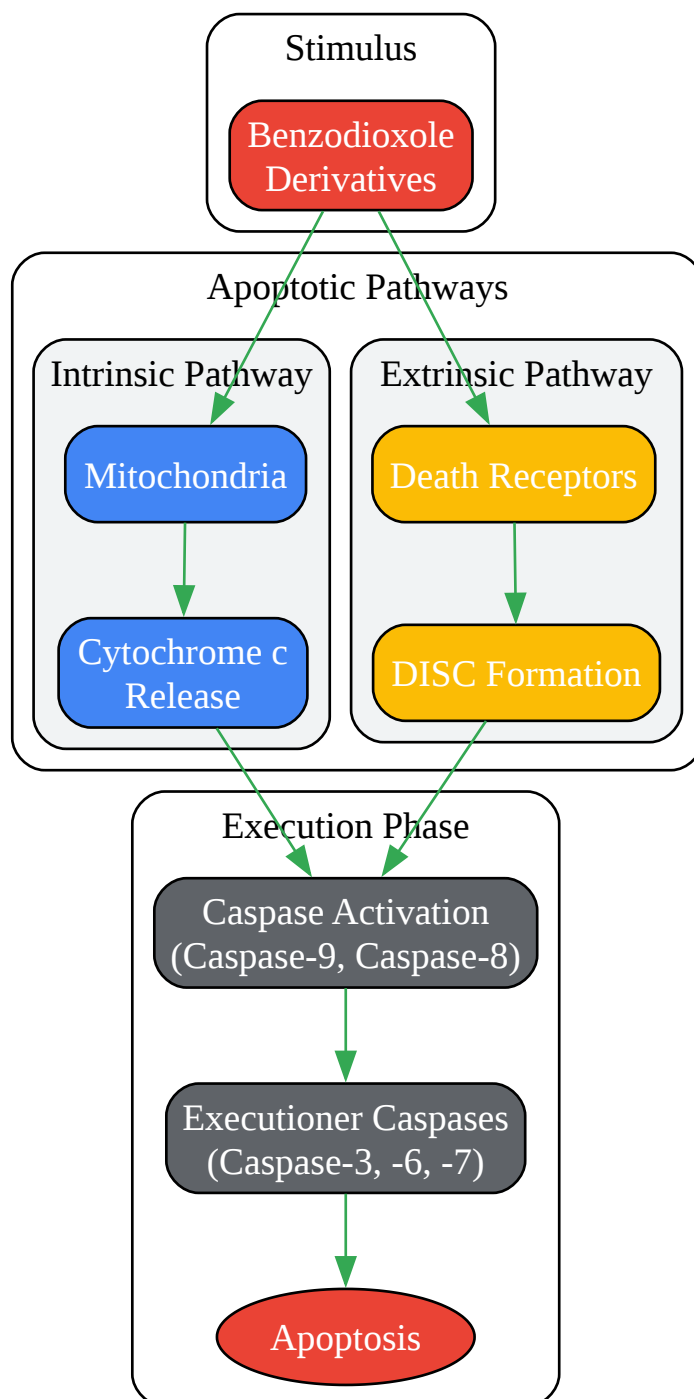 Stimulus
Benzodioxole
Derivatives
Apoptotic Pathways
Intrinsic Pathway
Mitochondria
Cytochrome c
Release
Extrinsic Pathway
Death Receptors
DISC Formation
Execution Phase
Caspase Activation
(Caspase-9, Caspase-8)
Executioner Caspases
(Caspase-3, -6, -7)
Apoptosis